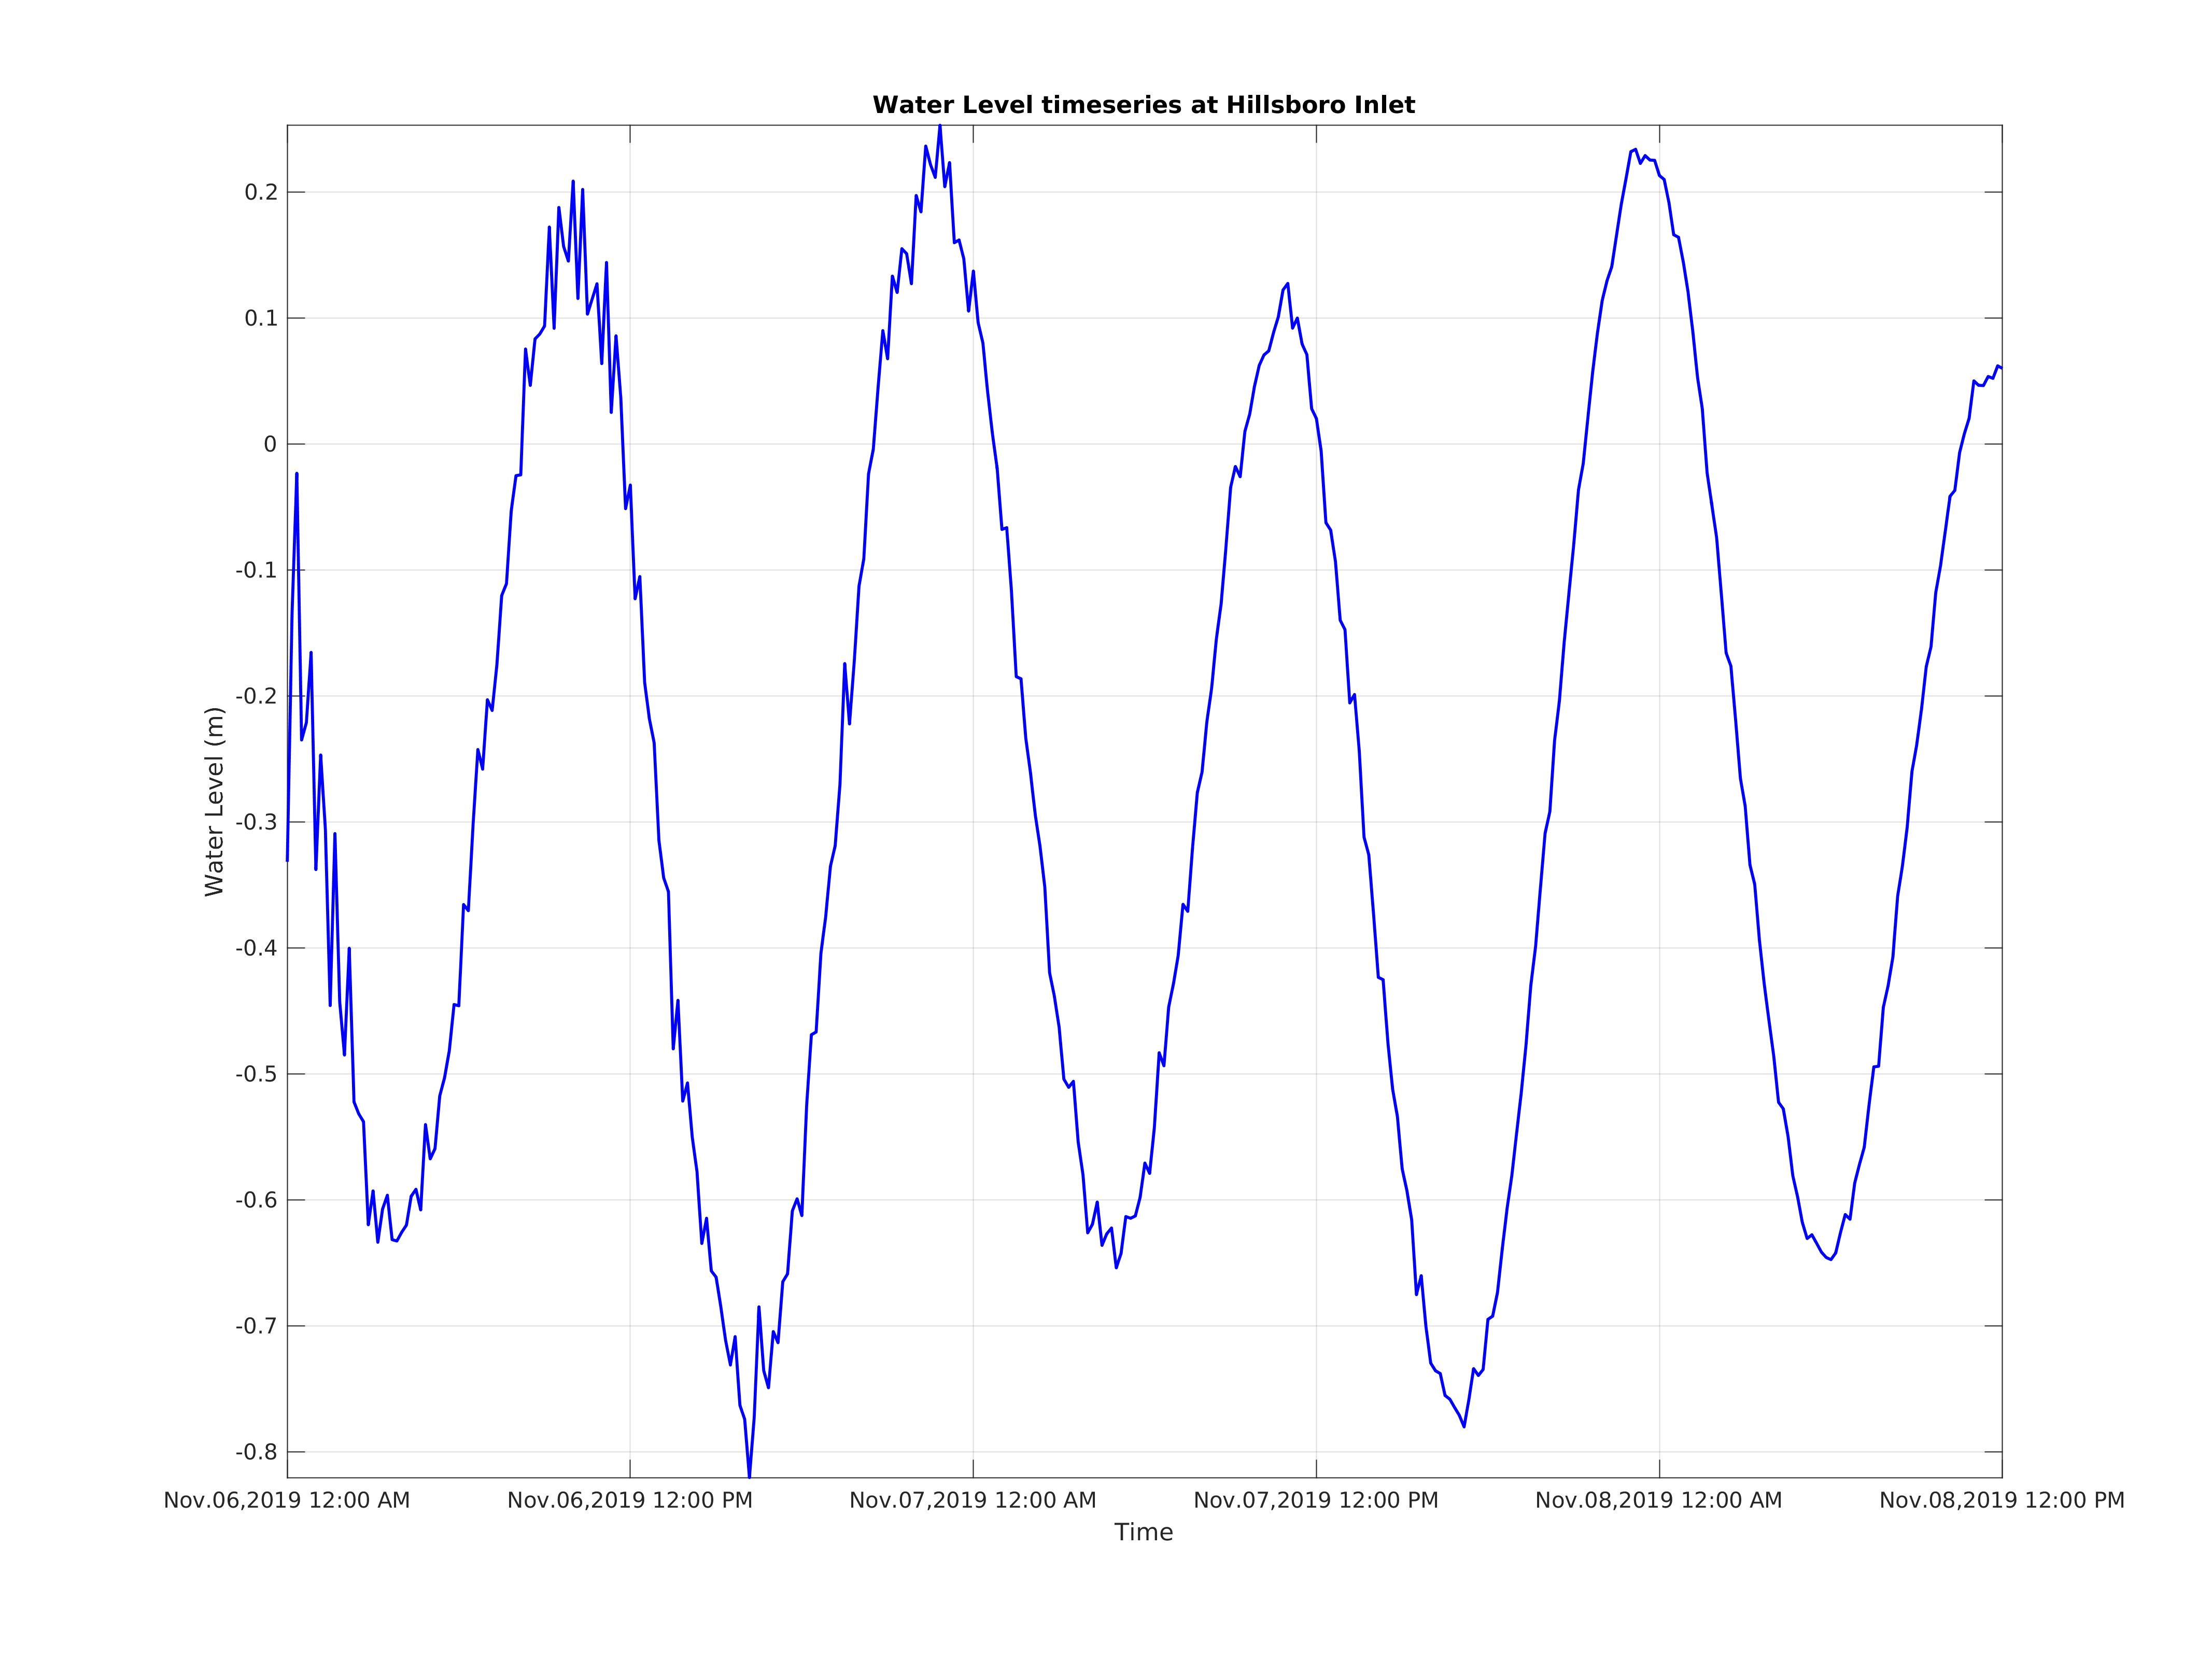 Water Level timeseries at Hillsboro Inlet
0.2
0.1
0
-0.1
-0.2
-0.3
-0.4
-0.5
-0.6
-0.7
-0.8
Water Level (m)
Nov.06,2019 12:00 AM
Nov.06,2019 12:00 PM
Nov.07,2019 12:00 AM
Nov.07,2019 12:00 PM
Nov.08,2019 12:00 AM
Nov.08,2019 12:00 PM
Time